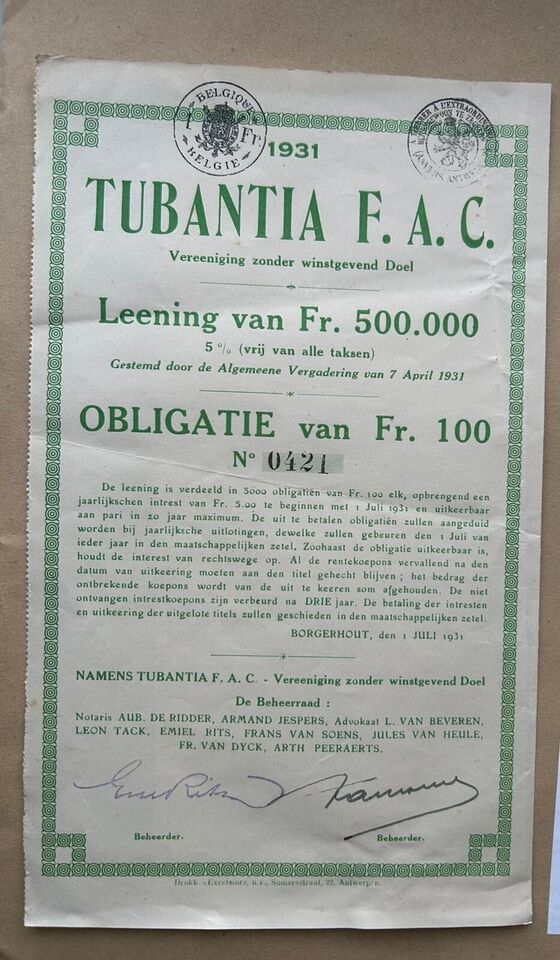 BELGIQUE
1 Fr.
BELGIE
1931
TUBANTIA F. A. C.
Vereeniging zonder winstgevend Doel
Leening van Fr. 500.000
5 % (vrij van alle taksen)
Gestemd door de Algemeene Vergadering van 7 April 1931
OBLIGATIE van Fr. 100
N° 0421
De leening is verdeeld in 5000 obligatiën van Fr. 100 elk, opbrengend een
jaarlijkschen intrest van Fr. 5.00 te beginnen met 1 Juli 1931 en uitkeerbaar
aan pari in 20 jaar maximum. De uit te betalen obligatiën zullen aangeduid
worden bij jaarlijksche uitlotingen, dewelke zullen gebeuren den 1 Juli van
ieder jaar in den maatschappelijken zetel. Zoohaast de obligatie uitkeerbaar is,
houdt de interest van rechtswege op. Al de rentekoepons vervallend na den
datum van uitkeering moeten aan den titel gehecht blijven; het bedrag der
ontbrekende koepons wordt van de uit te keeren som afgehouden. De niet
ontvangen intrestkoepons zijn verbeurd na DRIE jaar. De betaling der intresten
en uitkeering der uitgelote titels zullen geschieden in den maatschappelijken zetel.
BORGERHOUT, den 1 JULI 1931
NAMENS TUBANTIA F. A. C. - Vereeniging zonder winstgevend Doel
De Beheerraad :
Notaris AUB. DE RIDDER, ARMAND JESPERS, Advokaat L. VAN BEVEREN,
LEON TACK, EMIEL RITS, FRANS VAN SOENS, JULES VAN HEULE,
FR. VAN DYCK, ARTH PEERAERTS.
Beheerder.
Beheerder.
Drukk. «Excelsior», n.v., Somersstraat, 22, Antwerpen.